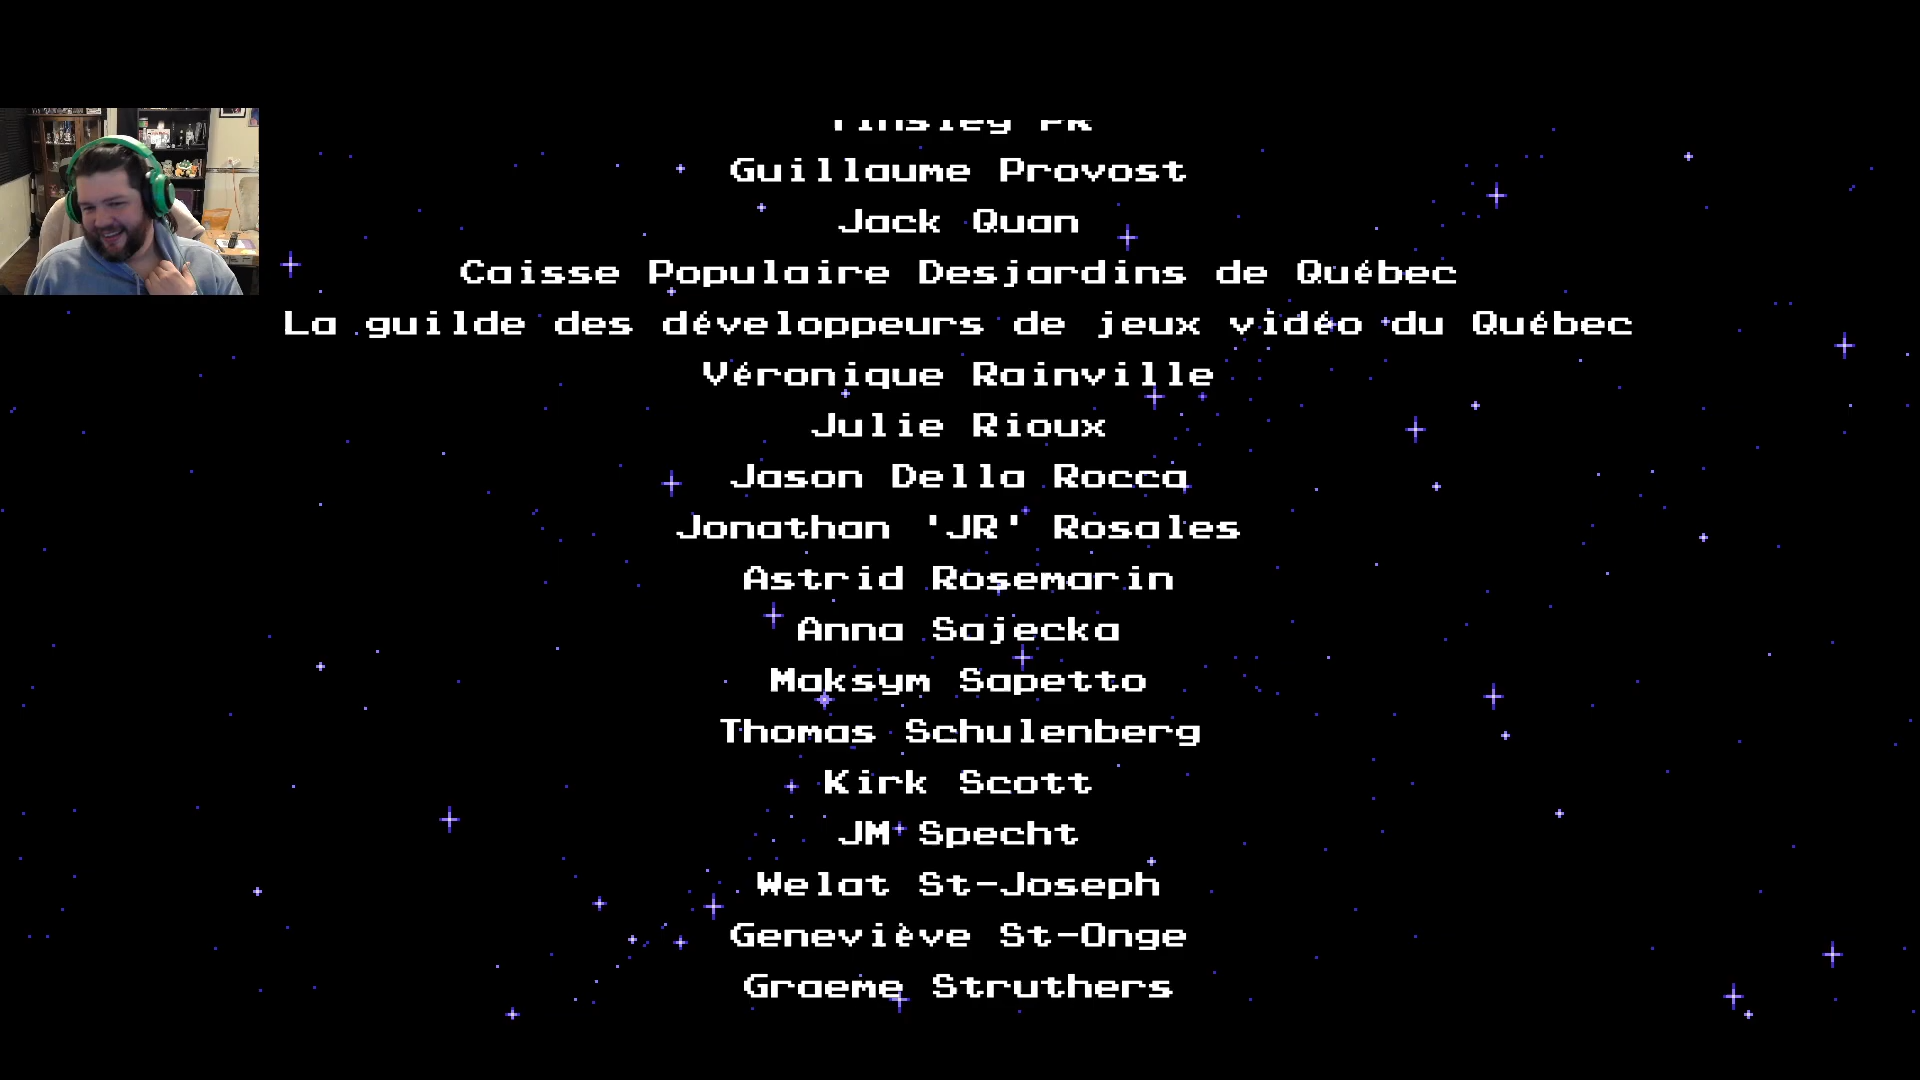 Guillaume Provost
Jack Quan
Caisse Populaire Desjardins de Québec
La guilde des développeurs de jeux vidéo du Québec
Véronique Rainville
Julie Rioux
Jason Della Rocca
Jonathan 'JR' Rosales
Astrid Rosemarin
Anna Sajecka
Maksym Sapetto
Thomas Schulenberg
Kirk Scott
JM Specht
Welat St-Joseph
Geneviève St-Onge
Graeme Struthers